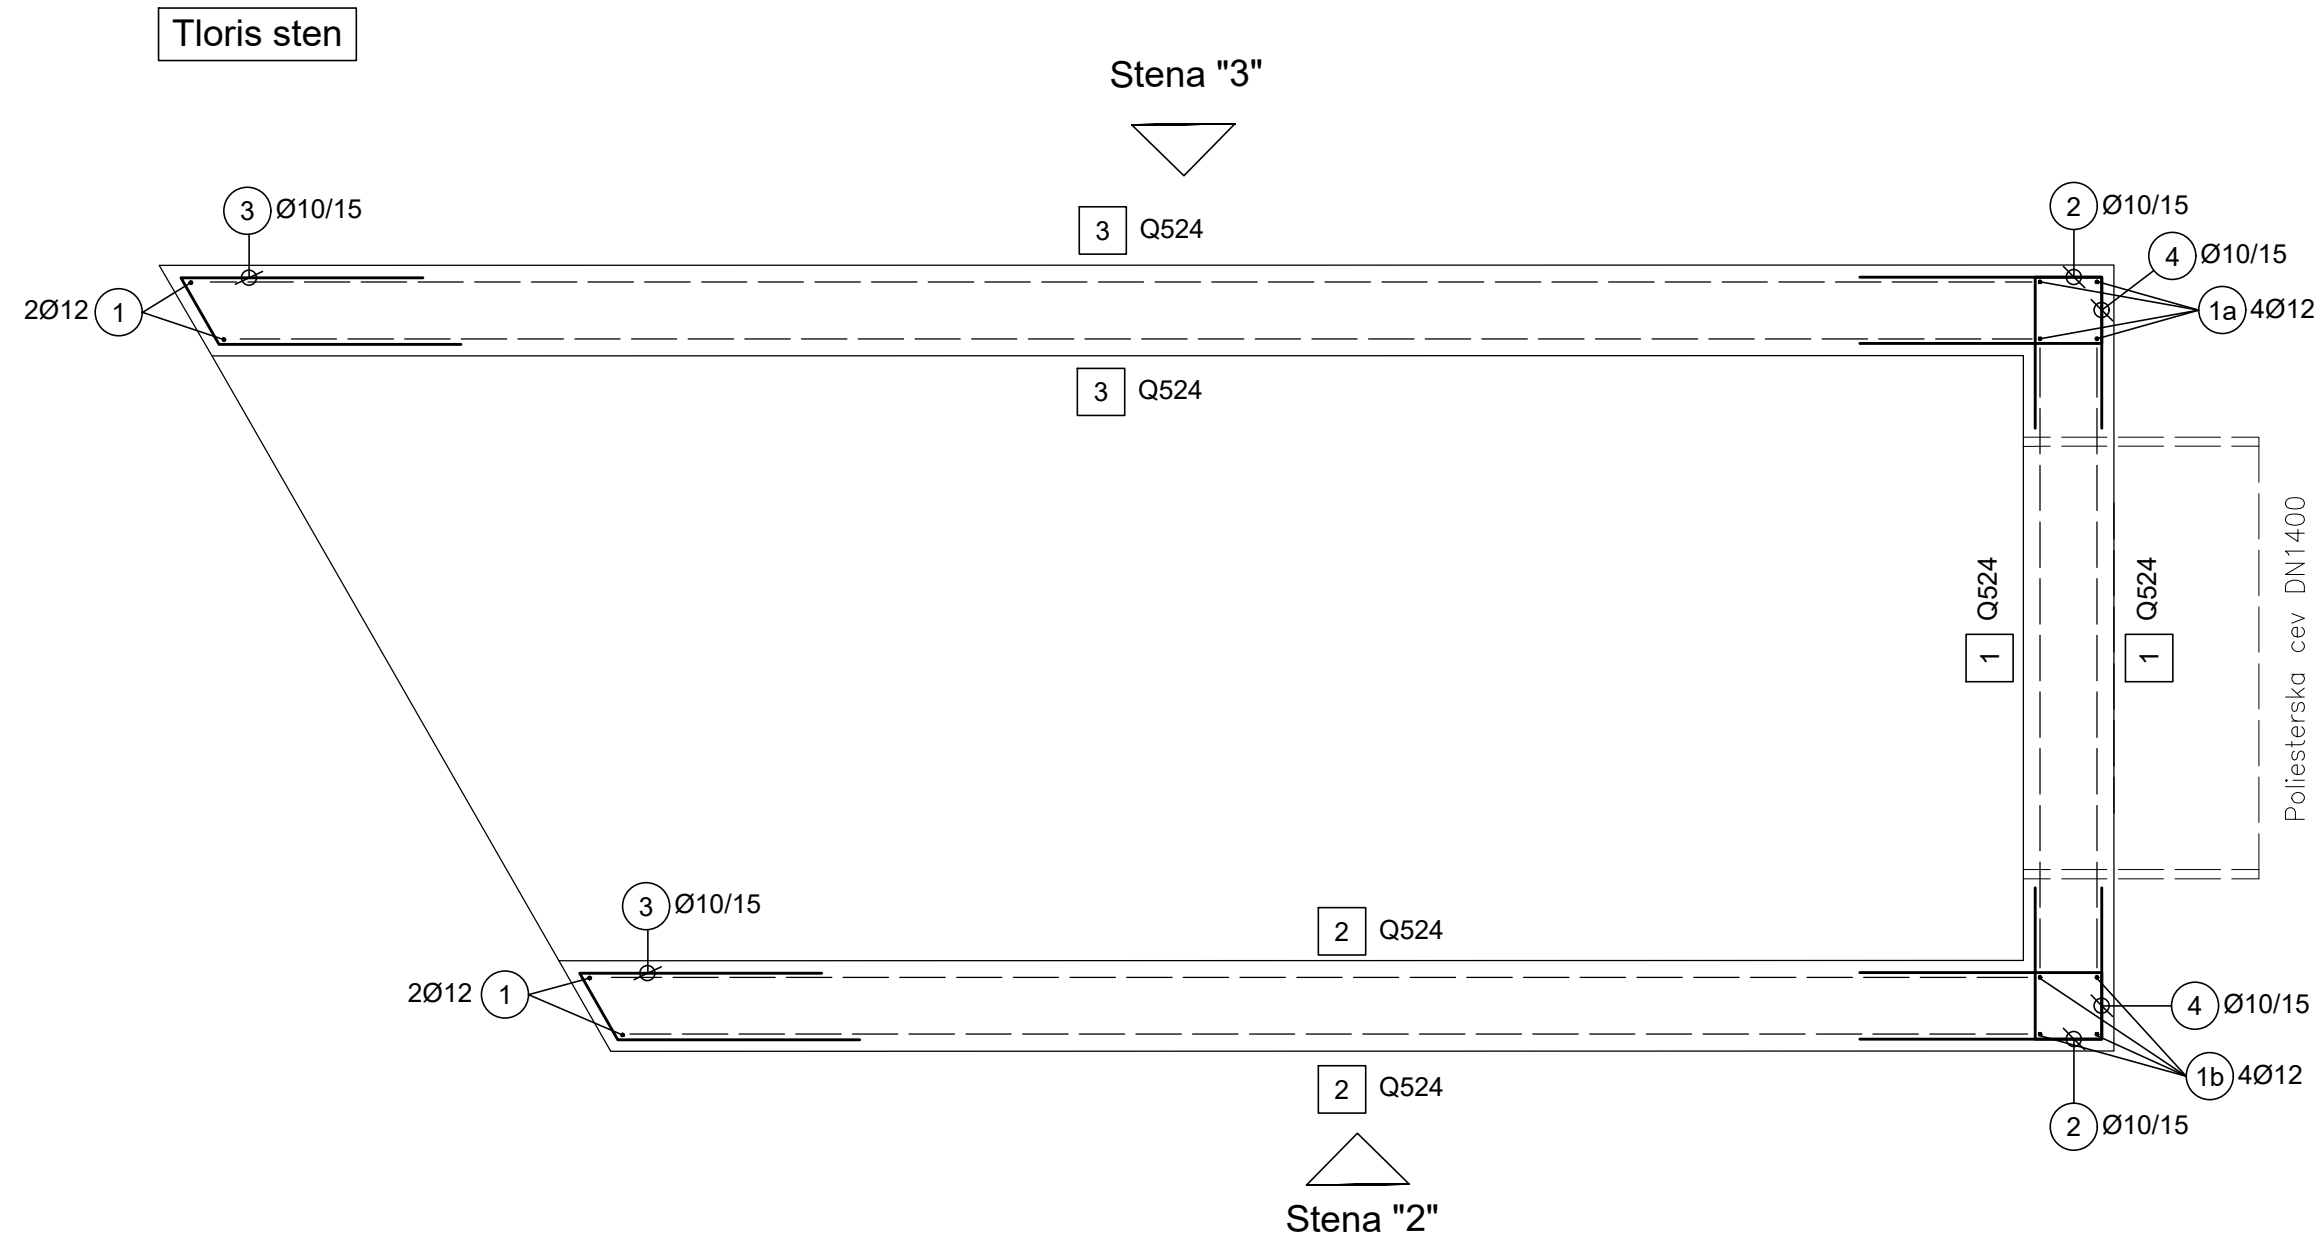 Tloris sten
Stena "3"
3 Ø10/15
3 Q524
2 Ø10/15
4 Ø10/15
2Ø12 1
1a 4Ø12
3 Q524
1 Q524
1 Q524
Poliesterska cev DN1400
3 Ø10/15
2 Q524
2Ø12 1
4 Ø10/15
1b 4Ø12
2 Q524
2 Ø10/15
Stena "2"